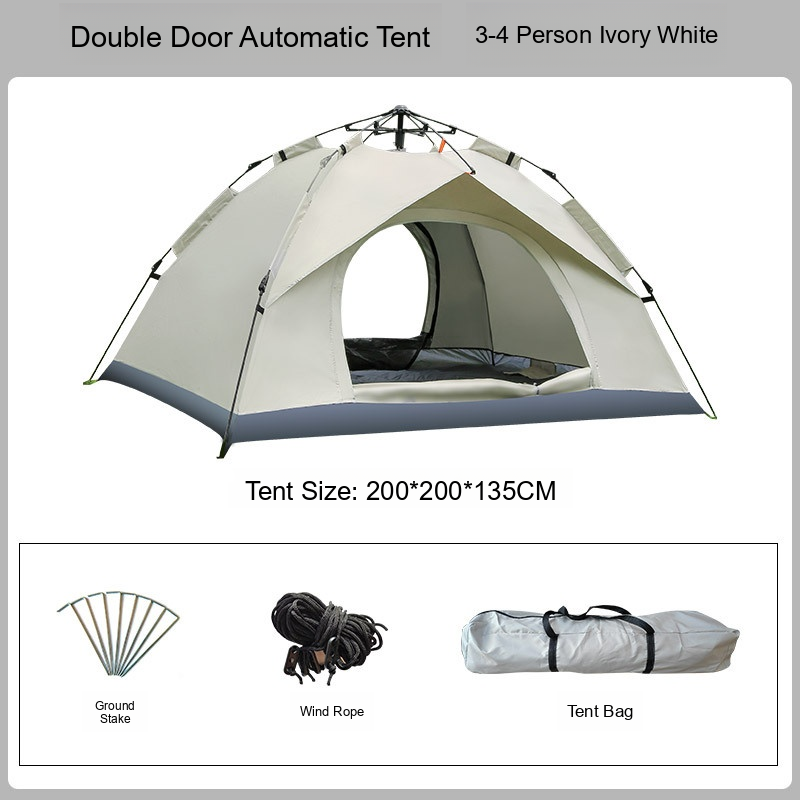 Double Door Automatic Tent
3-4 Person Ivory White
Tent Size: 200*200*135CM
Ground
Stake
Wind Rope
Tent Bag